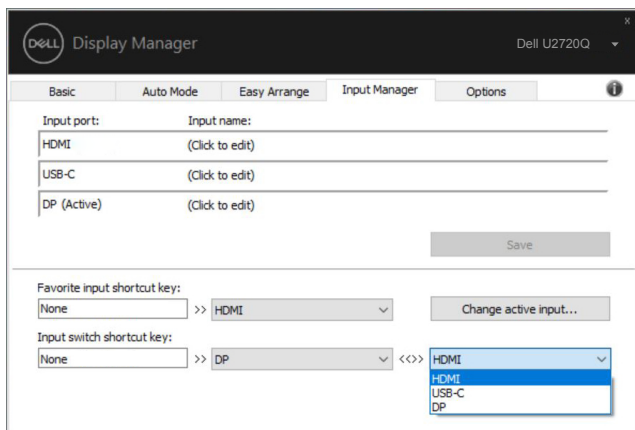 x
DELL Display Manager Dell U2720Q
Basic Auto Mode Easy Arrange Input Manager Options i
Input port: Input name:
HDMI (Click to edit)
USB-C (Click to edit)
DP (Active) (Click to edit)
Save
Favorite input shortcut key:
None >> HDMI Change active input...
Input switch shortcut key:
None >> DP <<>> HDMI
HDMI
USB-C
DP